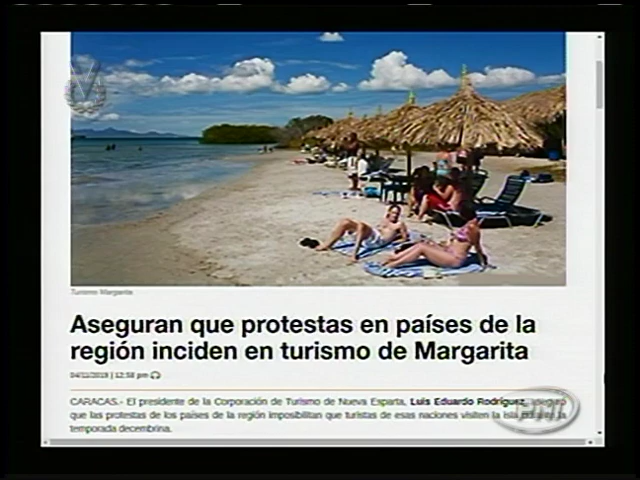 V
Turismo Margarita
Aseguran que protestas en países de la
región inciden en turismo de Margarita
04/11/2019 | 12:58 pm
CARACAS.- El presidente de la Corporación de Turismo de Nueva Esparta, Luis Eduardo Rodríguez,
que las protestas de los países de la región imposibilitan que turistas de esas naciones visiten la isla
temporada decembrina.